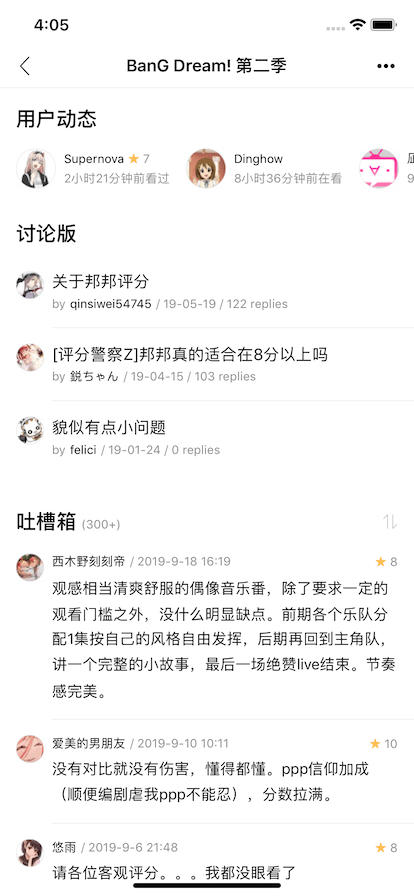 4:05
BanG Dream! 第二季
用户动态
Supernova ★ 7
2小时21分钟前看过
Dinghow
8小时36分钟前在看
9
讨论版
关于邦邦评分
by qinsiwei54745 / 19-05-19 / 122 replies
[评分警察Z]邦邦真的适合在8分以上吗
by 鋭ちゃん / 19-04-15 / 103 replies
貌似有点小问题
by felici / 19-01-24 / 0 replies
吐槽箱 (300+)
西木野刻刻帝 / 2019-9-18 16:19
★ 8
观感相当清爽舒服的偶像音乐番，除了要求一定的
观看门槛之外，没什么明显缺点。前期各个乐队分
配1集按自己的风格自由发挥，后期再回到主角队，
讲一个完整的小故事，最后一场绝赞live结束。节奏
感完美。
爱美的男朋友 / 2019-9-10 10:11
★ 10
没有对比就没有伤害，懂得都懂。ppp信仰加成
（顺便编剧虐我ppp不能忍），分数拉满。
悠雨 / 2019-9-6 21:48
★ 8
请各位客观评分。。。我都没眼看了